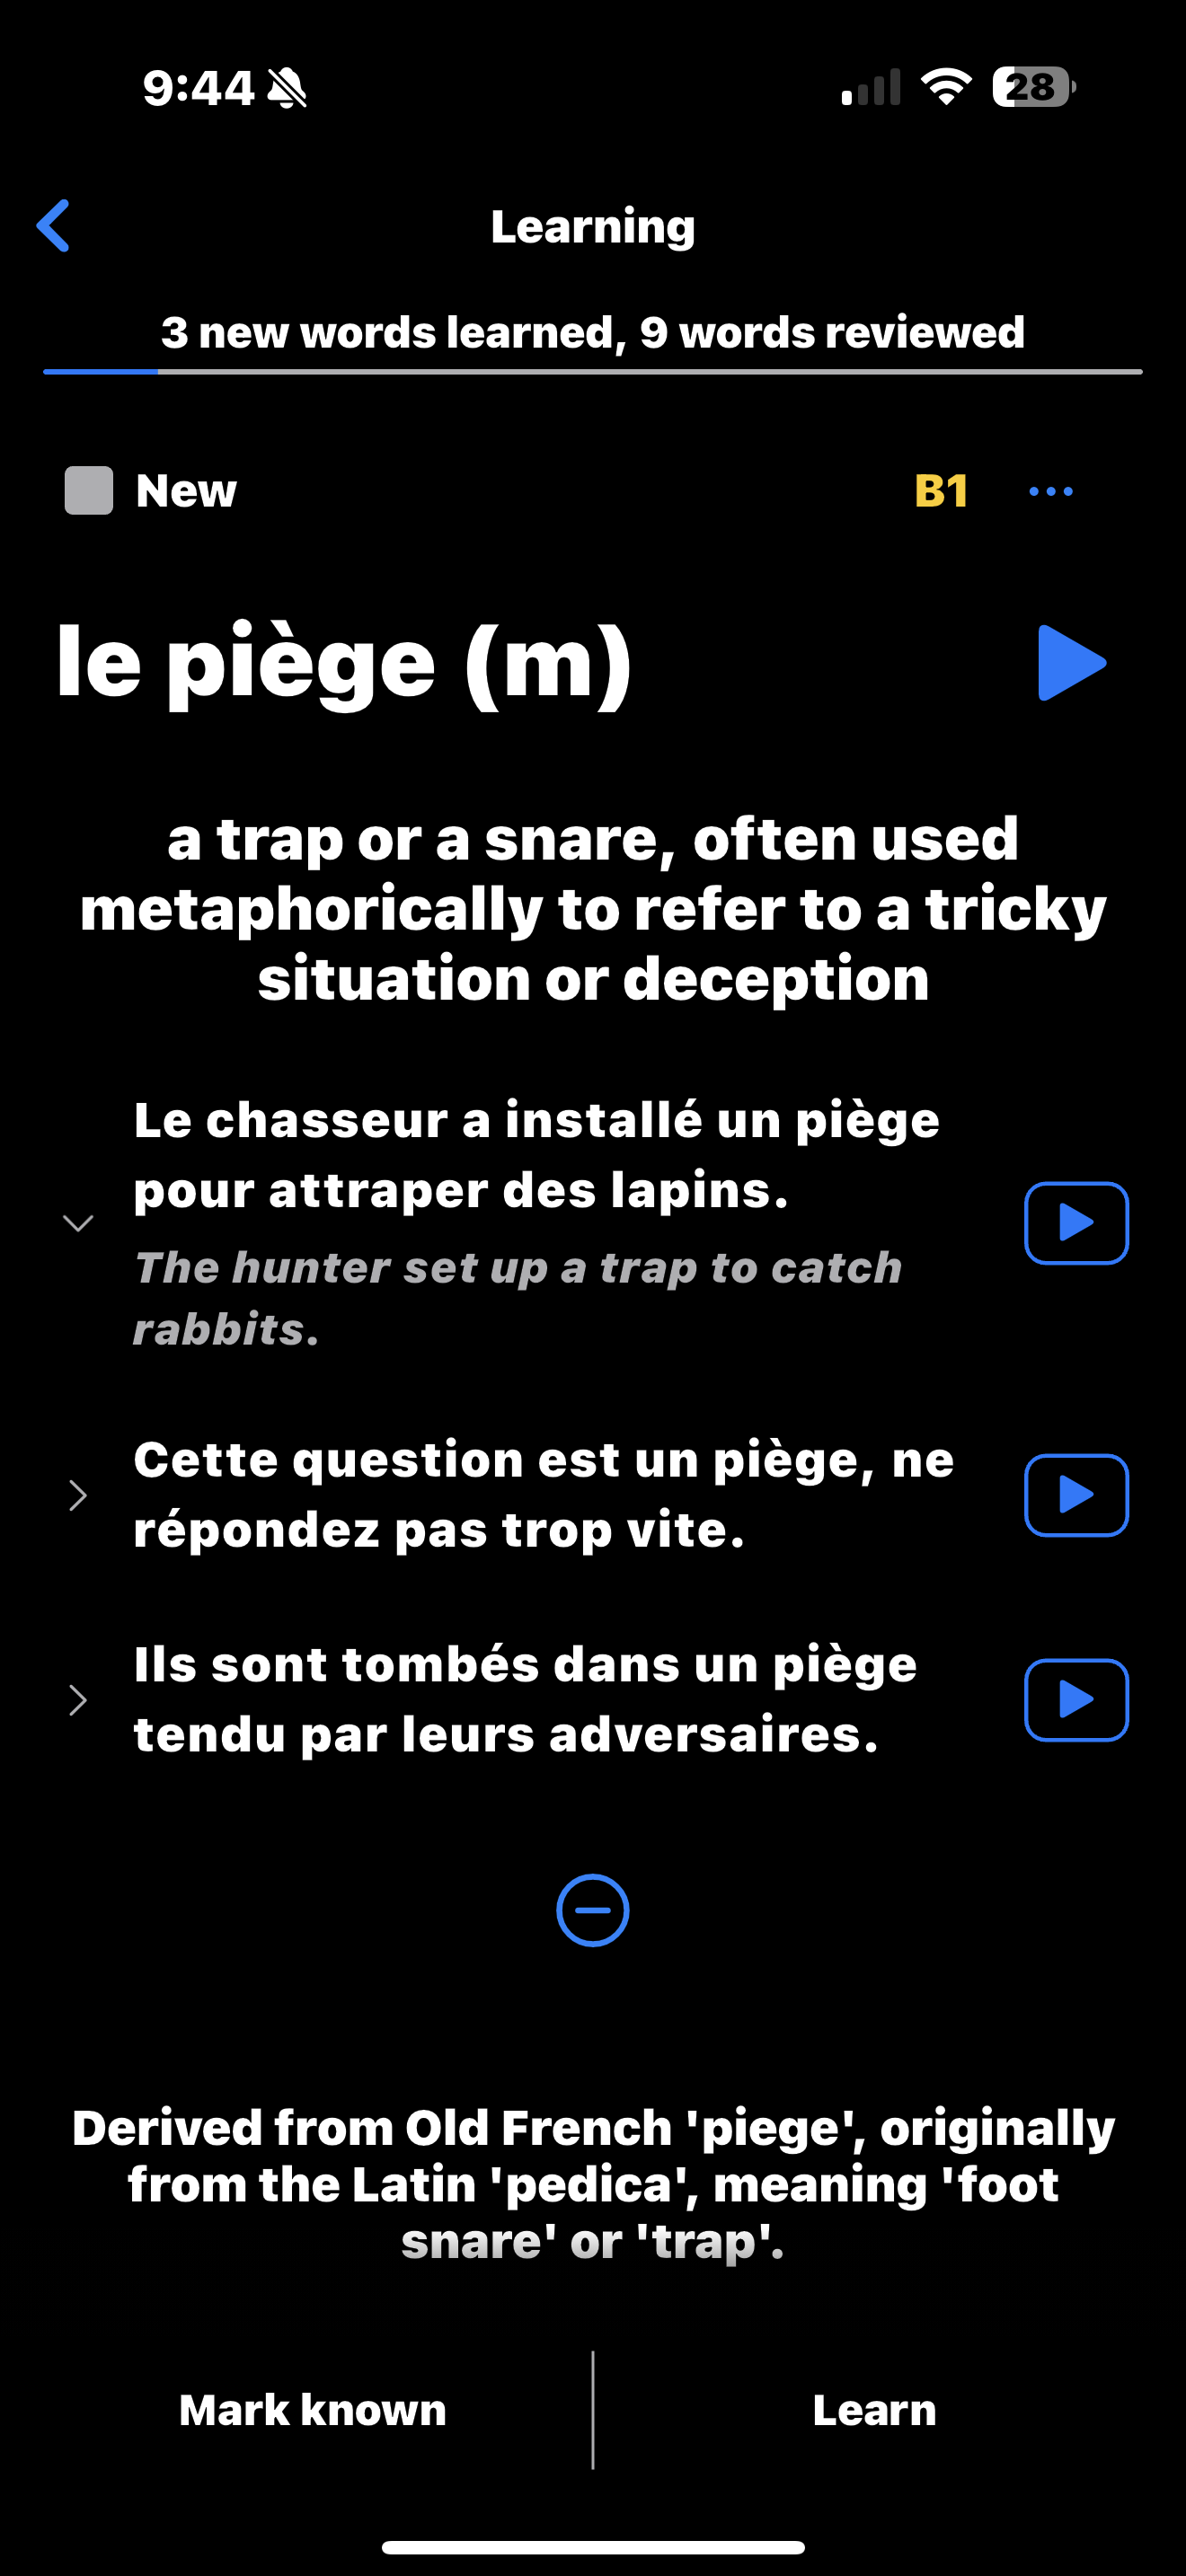 9:44
28
Learning
3 new words learned, 9 words reviewed
New
B1
le piège (m)
a trap or a snare, often used
metaphorically to refer to a tricky
situation or deception
Le chasseur a installé un piège
pour attraper des lapins.
The hunter set up a trap to catch
rabbits.
Cette question est un piège, ne
répondez pas trop vite.
Ils sont tombés dans un piège
tendu par leurs adversaires.
Derived from Old French 'piege', originally
from the Latin 'pedica', meaning 'foot
snare' or 'trap'.
Mark known
Learn